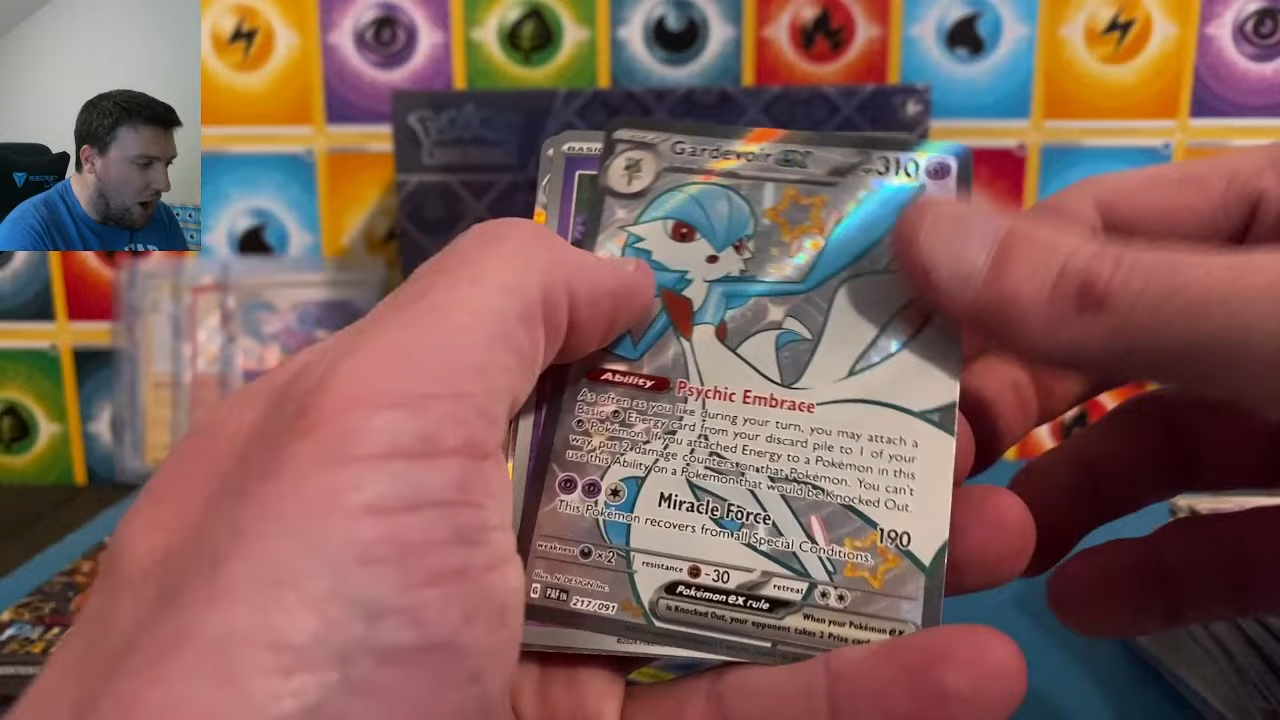 BASIC
Gardevoir ex 310
Ability Psychic Embrace
As often as you like during your turn, you may attach a
Basic Energy card from your discard pile to 1 of your
Pokémon. If you attached Energy to a Pokémon in this
way, put 2 damage counters on that Pokémon. You can't
use this Ability on a Pokémon that would be Knocked Out.
Miracle Force 190
This Pokémon recovers from all Special Conditions.
weakness ×2 resistance -30 retreat
Illus. N-DESIGN Inc.
Pokémon ex rule
G PAF EN 217/091
When your Pokémon ex
is Knocked Out, your opponent takes 2 Prize card